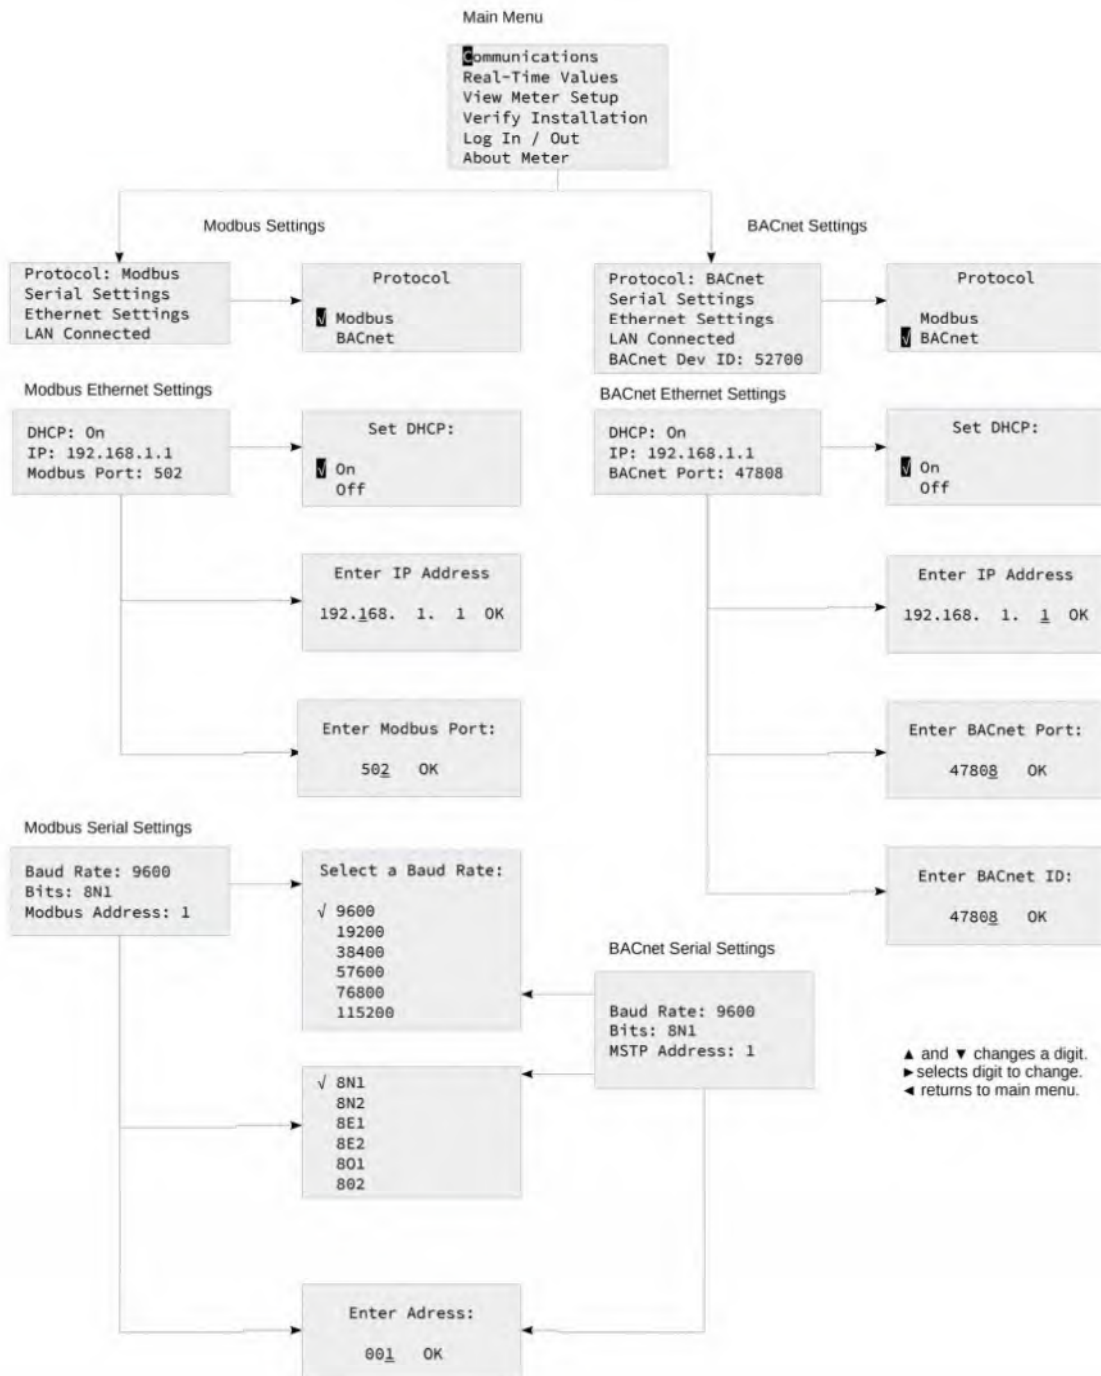 Main Menu
Communications
Real-Time Values
View Meter Setup
Verify Installation
Log In / Out
About Meter
Modbus Settings
BACnet Settings
Protocol: Modbus
Serial Settings
Ethernet Settings
LAN Connected
Protocol
√ Modbus
BACnet
Protocol: BACnet
Serial Settings
Ethernet Settings
LAN Connected
BACnet Dev ID: 52700
Protocol
Modbus
√ BACnet
Modbus Ethernet Settings
DHCP: On
IP: 192.168.1.1
Modbus Port: 502
Set DHCP:
√ On
Off
BACnet Ethernet Settings
DHCP: On
IP: 192.168.1.1
BACnet Port: 47808
Set DHCP:
√ On
Off
Enter IP Address
192.168. 1. 1 OK
Enter IP Address
192.168. 1. 1 OK
Enter Modbus Port:
502 OK
Enter BACnet Port:
47808 OK
Modbus Serial Settings
Baud Rate: 9600
Bits: 8N1
Modbus Address: 1
Select a Baud Rate:
√ 9600
19200
38400
57600
76800
115200
Enter BACnet ID:
47808 OK
BACnet Serial Settings
Baud Rate: 9600
Bits: 8N1
MSTP Address: 1
▲ and ▼ changes a digit.
► selects digit to change.
◄ returns to main menu.
√ 8N1
8N2
8E1
8E2
8O1
8O2
Enter Adress:
001 OK